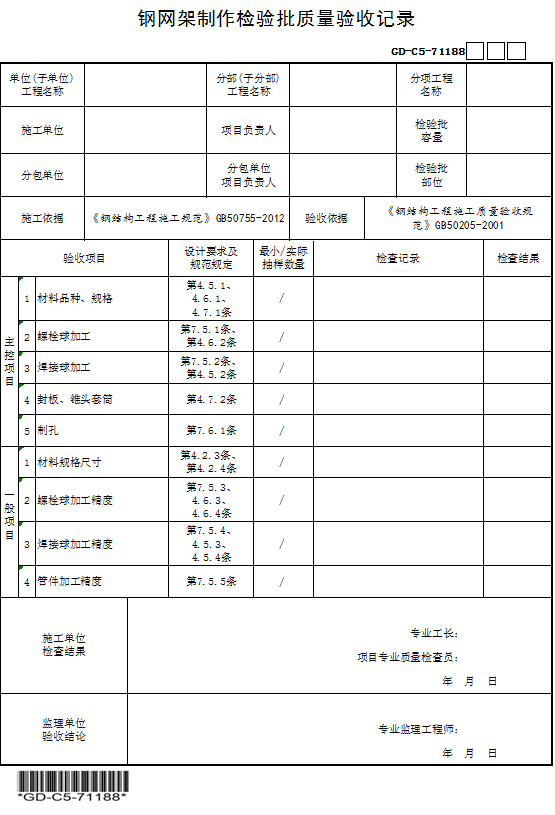 钢网架制作检验批质量验收记录
GD-C5-71188
单位(子单位)
工程名称
分部(子分部)
工程名称
分项工程
名称
施工单位
项目负责人
检验批
容量
分包单位
分包单位
项目负责人
检验批
部位
施工依据
《钢结构工程施工规范》GB50755-2012
验收依据
《钢结构工程施工质量验收规
范》GB50205-2001
验收项目
设计要求及
规范规定
最小/实际
抽样数量
检查记录
检查结果
主控项目
1 材料品种、规格
第4.5.1、
4.6.1、
4.7.1条
/
2 螺栓球加工
第7.5.1条、
第4.6.2条
/
3 焊接球加工
第7.5.2条、
第4.5.2条
/
4 封板、锥头套筒 第4.7.2条 /
5 制孔 第7.6.1条 /
一般项目
1 材料规格尺寸
第4.2.3条、
第4.2.4条
/
2 螺栓球加工精度
第7.5.3、
4.6.3、
4.6.4条
/
3 焊接球加工精度
第7.5.4、
4.5.3、
4.5.4条
/
4 管件加工精度 第7.5.5条 /
施工单位
检查结果
专业工长：
项目专业质量检查员：
年 月 日
监理单位
验收结论
专业监理工程师：
年 月 日
*GD-C5-71188*